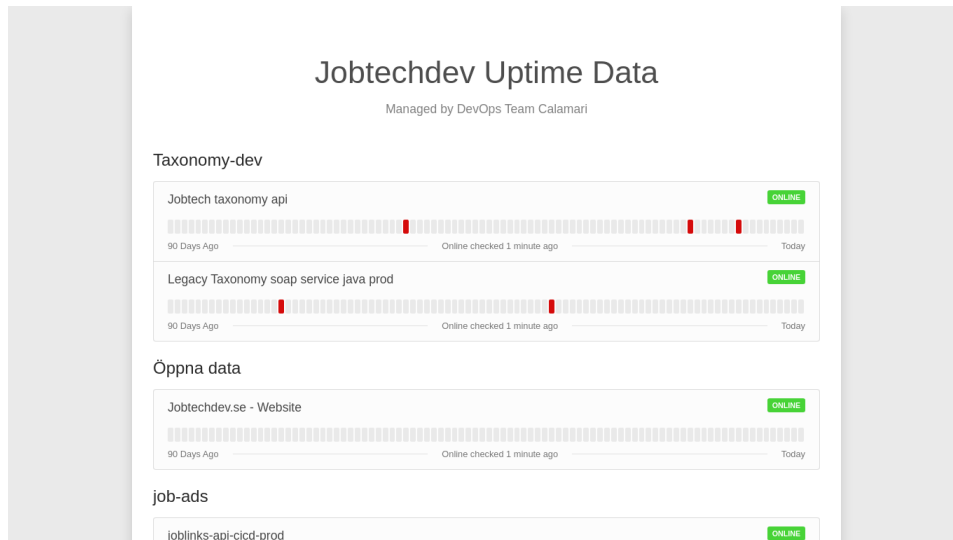 Jobtechdev Uptime Data
Managed by DevOps Team Calamari
Taxonomy-dev
Jobtech taxonomy api
ONLINE
90 Days Ago
Online checked 1 minute ago
Today
Legacy Taxonomy soap service java prod
ONLINE
90 Days Ago
Online checked 1 minute ago
Today
Öppna data
Jobtechdev.se - Website
ONLINE
90 Days Ago
Online checked 1 minute ago
Today
job-ads
joblinks-api-cicd-prod
ONLINE